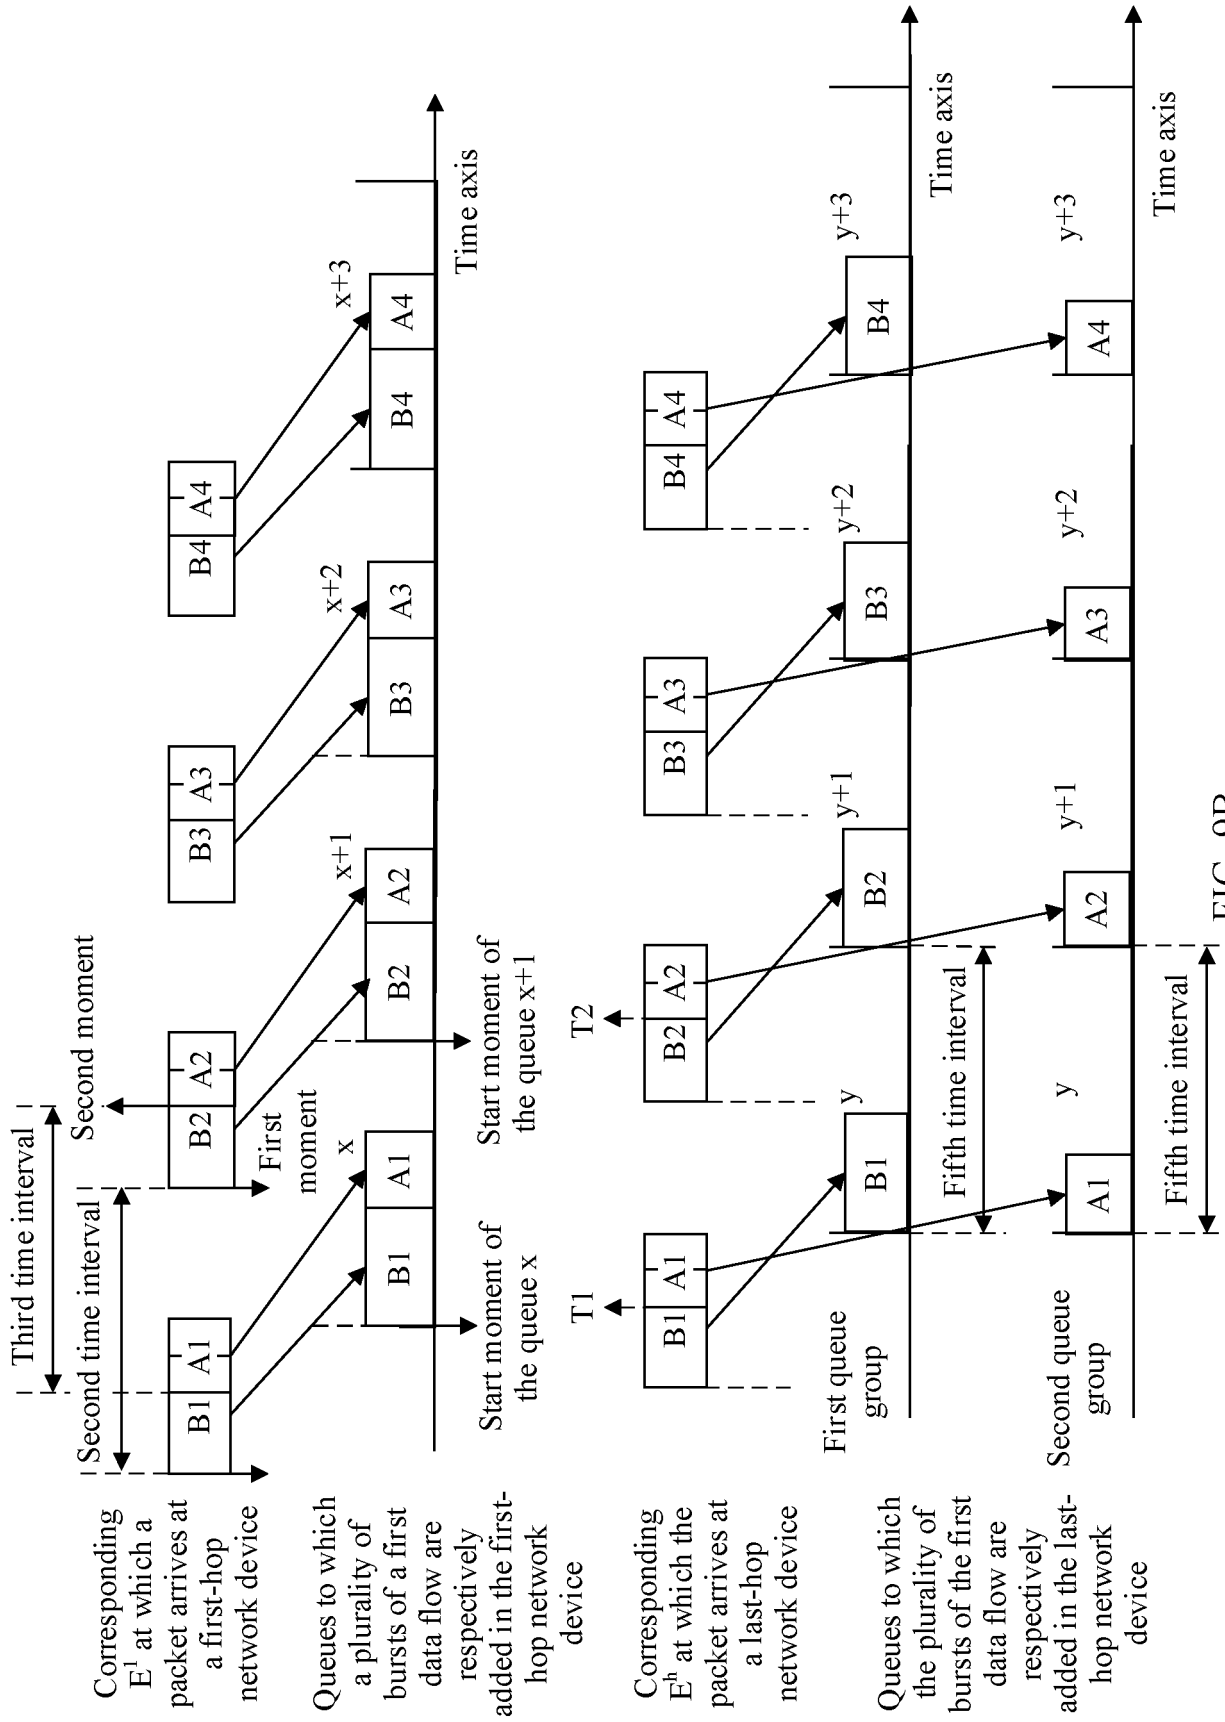 Third time interval
Second time interval
Second moment
Corresponding
E¹ at which a
packet arrives at
a first-hop
network device
B1 A1
B2 A2
B3 A3
B4 A4
First
moment
Queues to which
a plurality of
bursts of a first
data flow are
respectively
added in the first-
hop network
device
x
x+1
x+2
x+3
B1 A1
B2 A2
B3 A3
B4 A4
Time axis
Start moment of
the queue x
Start moment of
the queue x+1
T1
T2
Corresponding
Eʰ at which the
packet arrives at
a last-hop
network device
B1 A1
B2 A2
B3 A3
B4 A4
Queues to which
the plurality of
bursts of the first
data flow are
respectively
added in the last-
hop network
device
First queue
group
y
y+1
y+2
y+3
B1
B2
B3
B4
Time axis
Fifth time interval
Second queue
group
y
y+1
y+2
y+3
A1
A2
A3
A4
Time axis
Fifth time interval